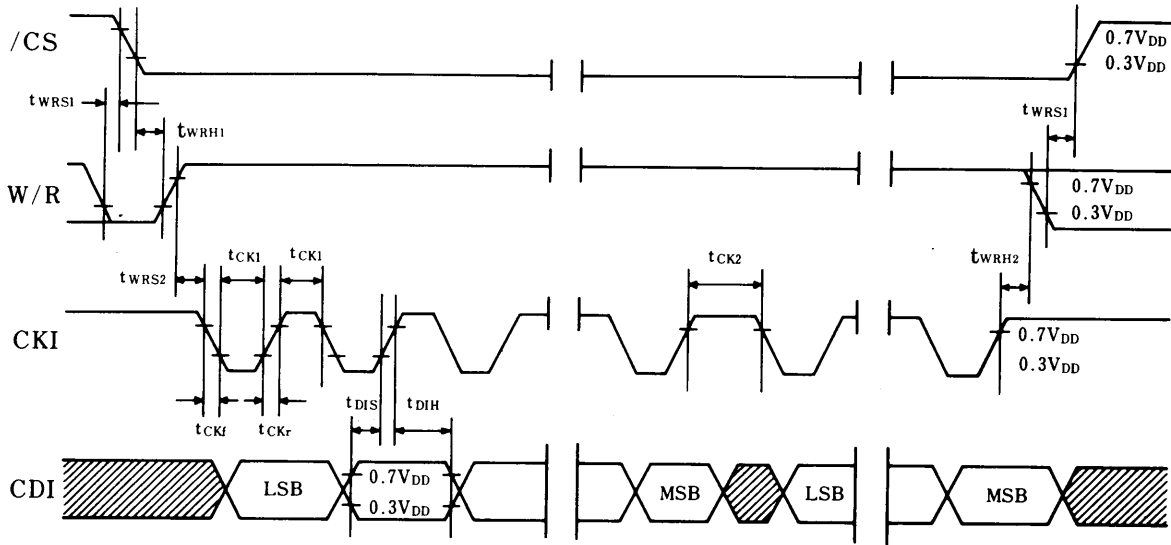 /CS
0.7VDD
0.3VDD
tWRS1
tWRH1
tWRS1
W/R
0.7VDD
0.3VDD
tWRS2
tCK1
tCK1
tCK2
tWRH2
CKI
0.7VDD
0.3VDD
tCKf
tCKr
tDIS
tDIH
CDI
LSB
0.7VDD
0.3VDD
MSB
LSB
MSB